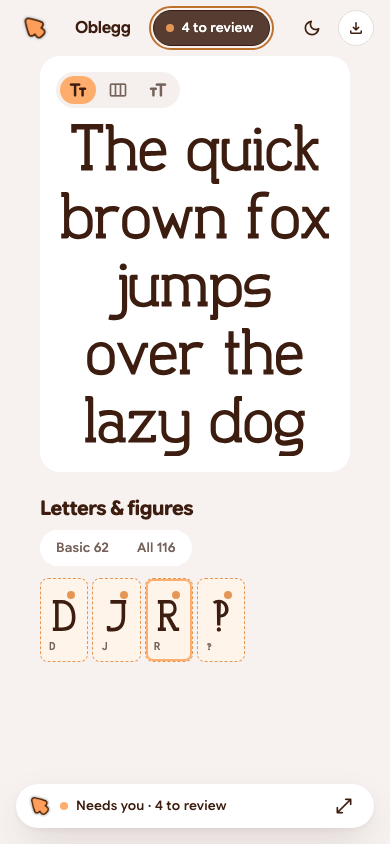 Oblegg
4 to review
Tт
тT
The quick
brown fox
jumps
over the
lazy dog
Letters & figures
Basic 62
All 116
D
J
R
?
D
J
R
?
Needs you · 4 to review